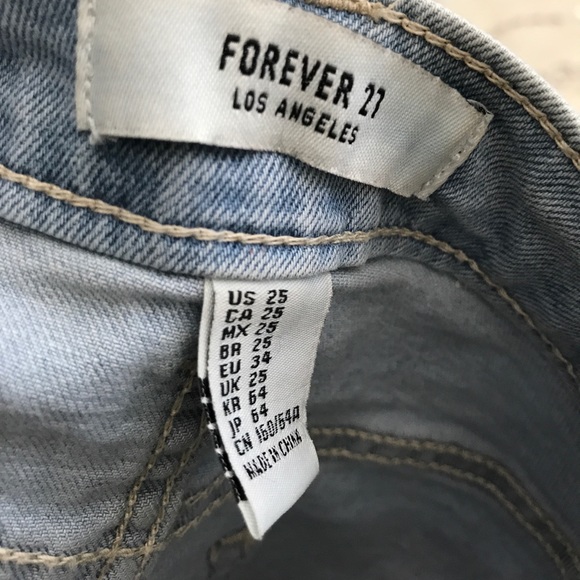 FOREVER 21
LOS ANGELES
US 25
CA 25
MX 25
BR 25
EU 34
UK 25
KR 64
JP 64
CN 160/64A
MADE IN CHINA